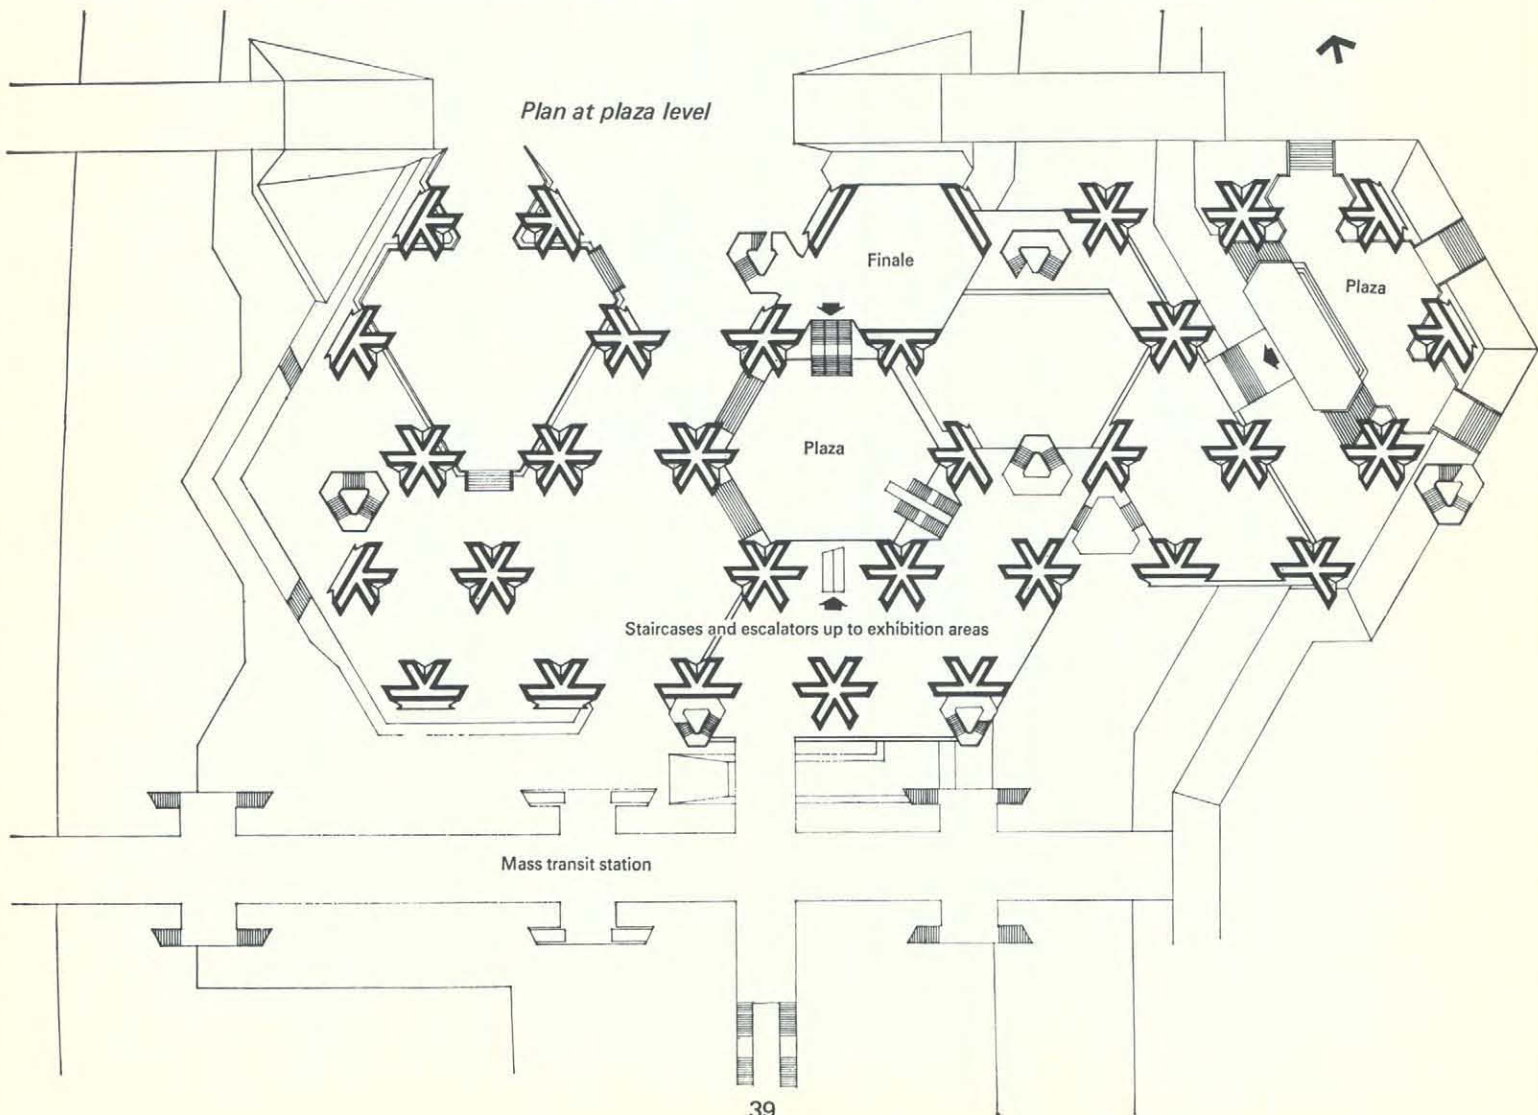 Plan at plaza level
Finale
Plaza
Plaza
Staircases and escalators up to exhibition areas
Mass transit station
39